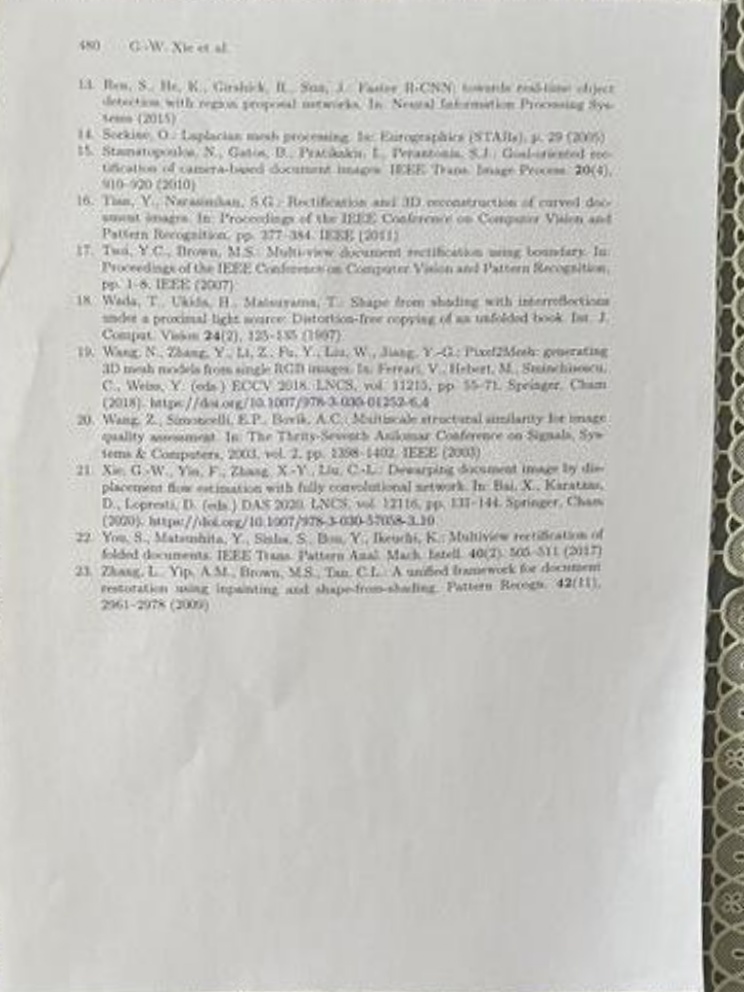 480 G.-W. Xie et al.
13. Ren, S., He, K., Girshick, R., Sun, J.: Faster R-CNN: towards real-time object
detection with region proposal networks. In: Neural Information Processing Sys-
tems (2015)
14. Sorkine, O.: Laplacian mesh processing. In: Eurographics (STARs), p. 29 (2005)
15. Stamatopoulos, N., Gatos, B., Pratikakis, I., Perantonis, S.J.: Goal-oriented rec-
tification of camera-based document images. IEEE Trans. Image Process. 20(4),
910–920 (2010)
16. Tian, Y., Narasimhan, S.G.: Rectification and 3D reconstruction of curved doc-
ument images. In: Proceedings of the IEEE Conference on Computer Vision and
Pattern Recognition, pp. 377–384. IEEE (2011)
17. Tsoi, Y.C., Brown, M.S.: Multi-view document rectification using boundary. In:
Proceedings of the IEEE Conference on Computer Vision and Pattern Recognition,
pp. 1–8. IEEE (2007)
18. Wada, T., Ukida, H., Matsuyama, T.: Shape from shading with interreflections
under a proximal light source: Distortion-free copying of an unfolded book. Int. J.
Comput. Vision 24(2), 125–135 (1997)
19. Wang, N., Zhang, Y., Li, Z., Fu, Y., Liu, W., Jiang, Y.-G.: Pixel2Mesh: generating
3D mesh models from single RGB images. In: Ferrari, V., Hebert, M., Sminchisescu,
C., Weiss, Y. (eds.) ECCV 2018. LNCS, vol. 11215, pp. 55–71. Springer, Cham
(2018). https://doi.org/10.1007/978-3-030-01252-6_4
20. Wang, Z., Simoncelli, E.P., Bovik, A.C.: Multiscale structural similarity for image
quality assessment. In: The Thrity-Seventh Asilomar Conference on Signals, Sys-
tems & Computers, 2003, vol. 2, pp. 1398–1402. IEEE (2003)
21. Xie, G.-W., Yin, F., Zhang, X.-Y., Liu, C.-L.: Dewarping document image by dis-
placement flow estimation with fully convolutional network. In: Bai, X., Karatzas,
D., Lopresti, D. (eds.) DAS 2020. LNCS, vol. 12116, pp. 131–144. Springer, Cham
(2020). https://doi.org/10.1007/978-3-030-57058-3_10
22. You, S., Matsushita, Y., Sinha, S., Bou, Y., Ikeuchi, K.: Multiview rectification of
folded documents. IEEE Trans. Pattern Anal. Mach. Intell. 40(2), 505–511 (2017)
23. Zhang, L., Yip, A.M., Brown, M.S., Tan, C.L.: A unified framework for document
restoration using inpainting and shape-from-shading. Pattern Recogn. 42(11),
2961–2978 (2009)